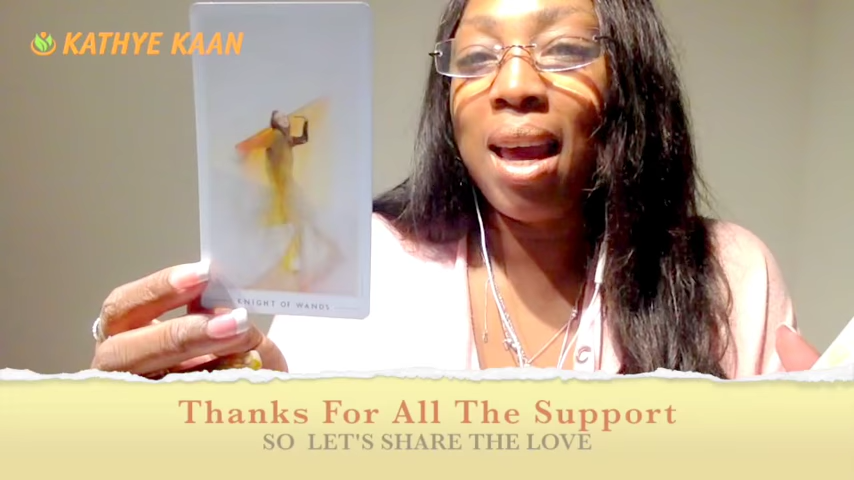 KATHYE KAAN
KNIGHT OF WANDS
Thanks For All The Support
SO LET'S SHARE THE LOVE